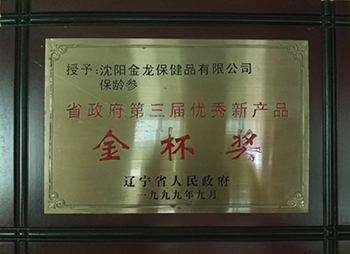 授予:沈阳金龙保健品有限公司
保龄参
省政府第三届优秀新产品
金杯奖
辽宁省人民政府
一九九九年九月